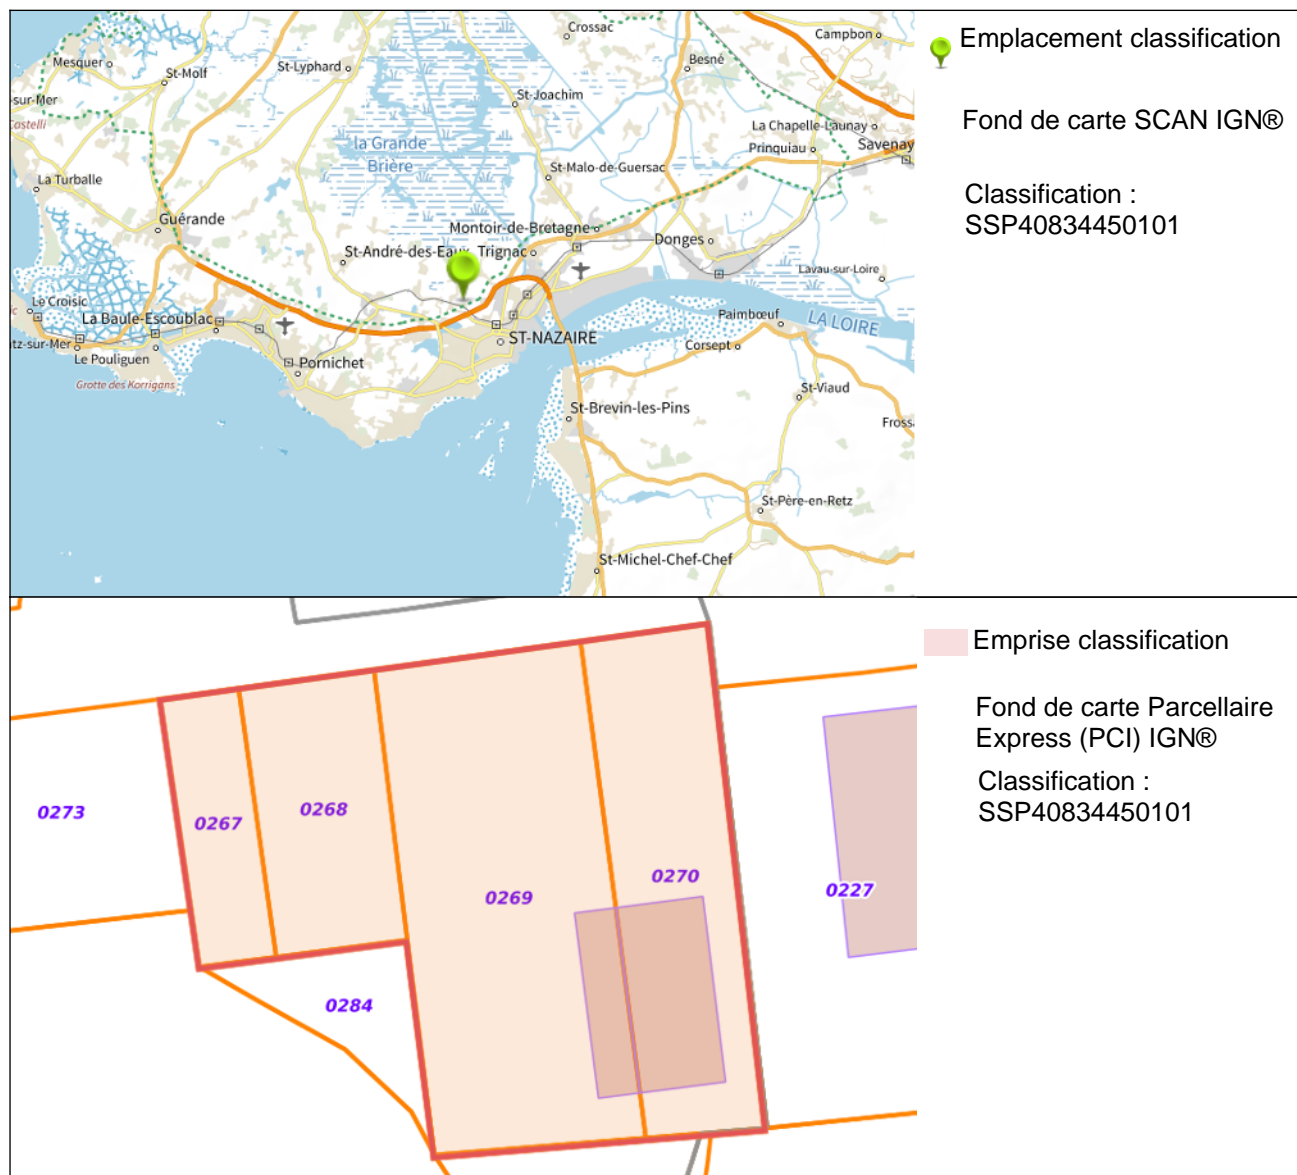 Crossac
Campbon
Mesquer
St-Molf
St-Lyphard
Besné
sur-Mer
St-Joachim
Castelli
La Chapelle-Launay
la Grande
Brière
Prinquiau
Savenay
St-Malo-de-Guersac
La Turballe
Guérande
Montoir-de-Bretagne
Donges
St-André-des-Eaux
Trignac
Lavau-sur-Loire
Le Croisic
La Baule-Escoublac
Paimbœuf
LA LOIRE
ST-NAZAIRE
tz-sur-Mer
Le Pouliguen
Corsept
Pornichet
Grotte des Korrigans
St-Viaud
St-Brevin-les-Pins
Fross
St-Père-en-Retz
St-Michel-Chef-Chef
Emplacement classification
Fond de carte SCAN IGN®
Classification :
SSP40834450101
0273
0267
0268
0269
0270
0227
0284
Emprise classification
Fond de carte Parcellaire
Express (PCI) IGN®
Classification :
SSP40834450101